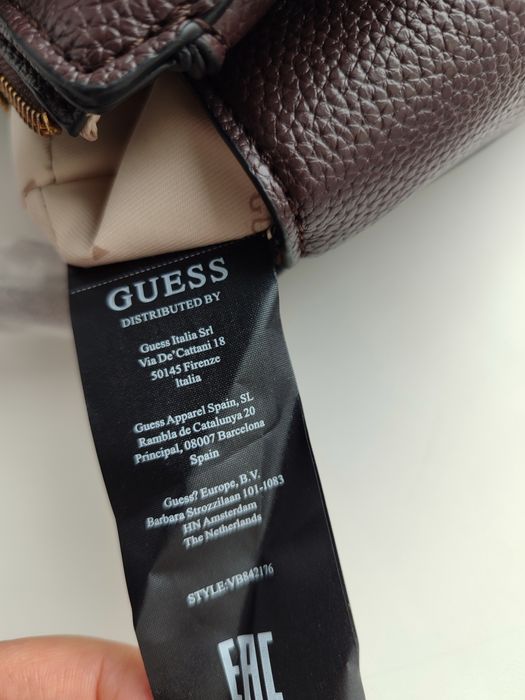 GUESS
DISTRIBUTED BY
Guess Italia Srl
Via De'Cattani 18
50145 Firenze
Italia
Guess Apparel Spain, SL
Rambla de Catalunya 20
Principal, 08007 Barcelona
Spain
Guess? Europe, B.V.
Barbara Strozzilaan 101-1083
HN Amsterdam
The Netherlands
STYLE:VB842176
EAC